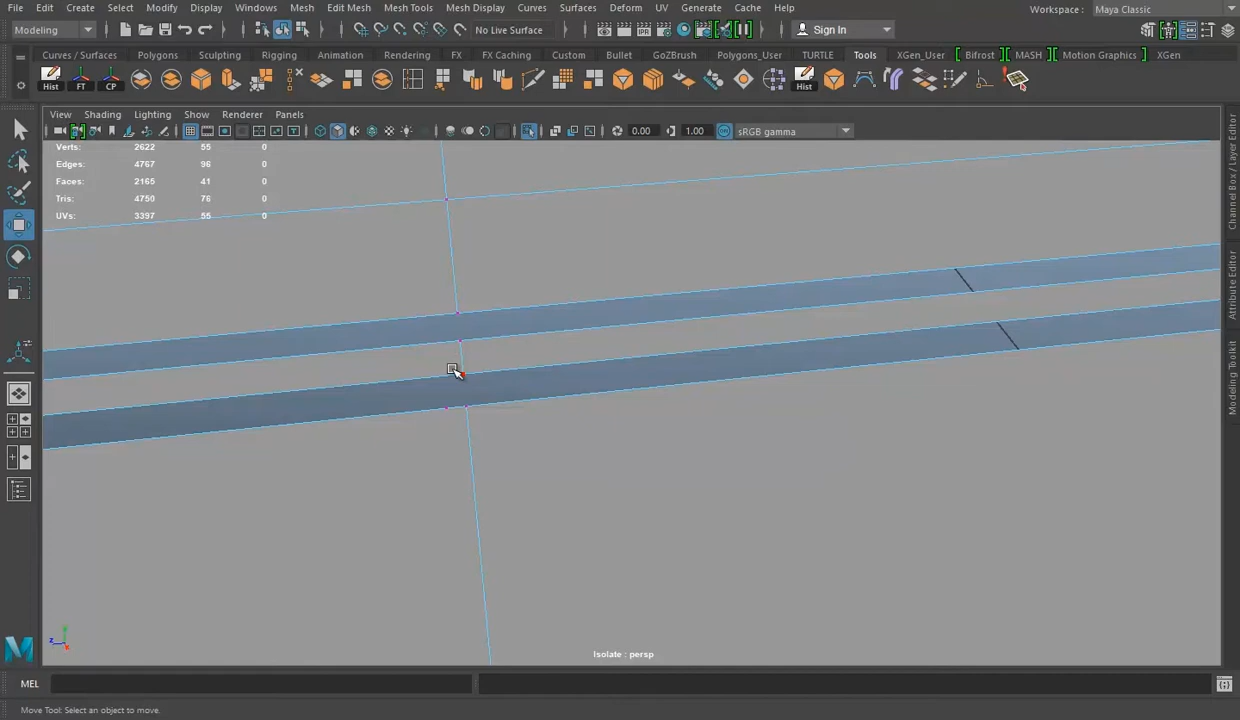 File Edit Create Select Modify Display Windows Mesh Edit Mesh Mesh Tools Mesh Display Curves Surfaces Deform UV Generate Cache Help Workspace : Maya Classic
Modeling No Live Surface IPR Sign In
Curves / Surfaces Polygons Sculpting Rigging Animation Rendering FX FX Caching Custom Bullet GoZBrush Polygons_User TURTLE Tools XGen_User Bifrost MASH Motion Graphics XGen
Hist FT CP Hist
View Shading Lighting Show Renderer Panels
0.00 1.00 sRGB gamma
Verts: 2622 55 0
Edges: 4767 96 0
Faces: 2165 41 0
Tris: 4750 76 0
UVs: 3397 55 0
Channel Box / Layer Editor
Attribute Editor
Modeling Toolkit
Isolate : persp
MEL
Move Tool: Select an object to move.